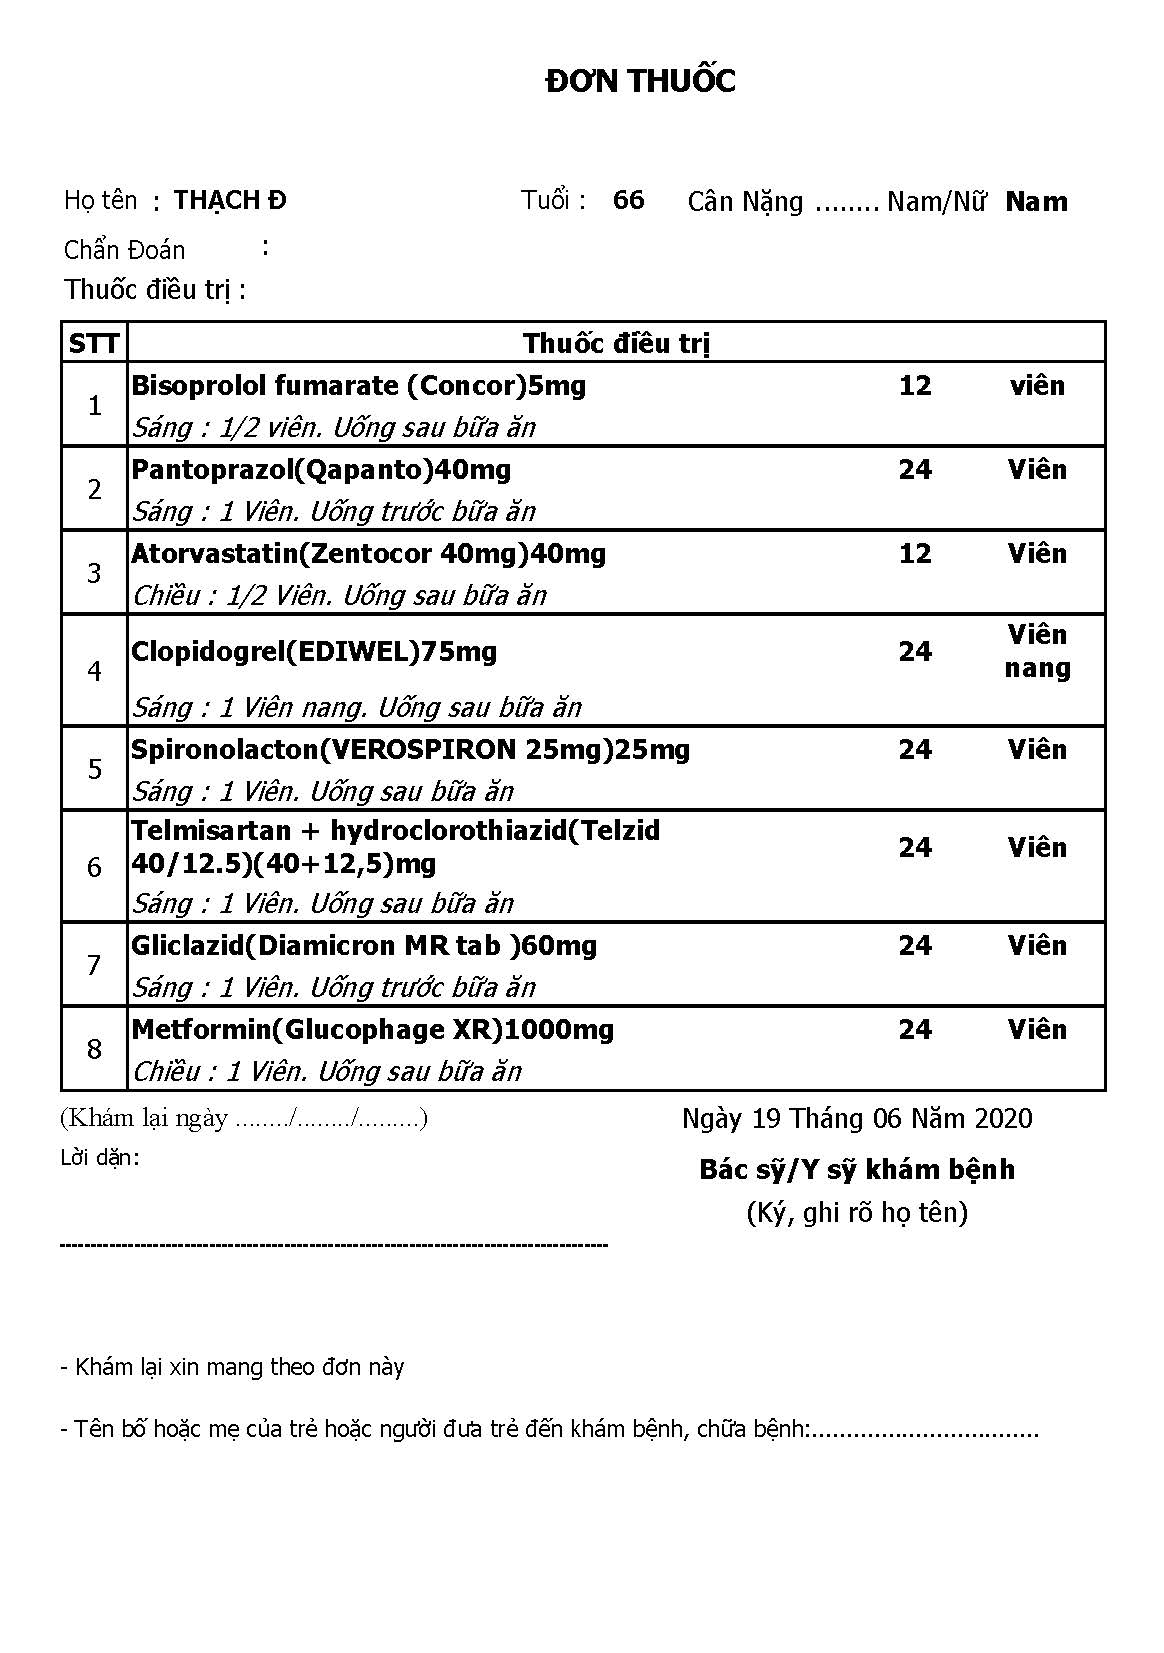 ĐƠN THUỐC
Họ tên : THẠCH Đ Tuổi : 66 Cân Nặng ........ Nam/Nữ Nam
Chẩn Đoán :
Thuốc điều trị :
STT Thuốc điều trị
1 Bisoprolol fumarate (Concor)5mg 12 viên
Sáng : 1/2 viên. Uống sau bữa ăn
2 Pantoprazol(Qapanto)40mg 24 Viên
Sáng : 1 Viên. Uống trước bữa ăn
3 Atorvastatin(Zentocor 40mg)40mg 12 Viên
Chiều : 1/2 Viên. Uống sau bữa ăn
4 Clopidogrel(EDIWEL)75mg 24 Viên nang
Sáng : 1 Viên nang. Uống sau bữa ăn
5 Spironolacton(VEROSPIRON 25mg)25mg 24 Viên
Sáng : 1 Viên. Uống sau bữa ăn
6 Telmisartan + hydroclorothiazid(Telzid
40/12.5)(40+12,5)mg 24 Viên
Sáng : 1 Viên. Uống sau bữa ăn
7 Gliclazid(Diamicron MR tab )60mg 24 Viên
Sáng : 1 Viên. Uống trước bữa ăn
8 Metformin(Glucophage XR)1000mg 24 Viên
Chiều : 1 Viên. Uống sau bữa ăn
(Khám lại ngày ......../......../.........) Ngày 19 Tháng 06 Năm 2020
Lời dặn:
Bác sỹ/Y sỹ khám bệnh
(Ký, ghi rõ họ tên)
- Khám lại xin mang theo đơn này
- Tên bố hoặc mẹ của trẻ hoặc người đưa trẻ đến khám bệnh, chữa bệnh:.................................